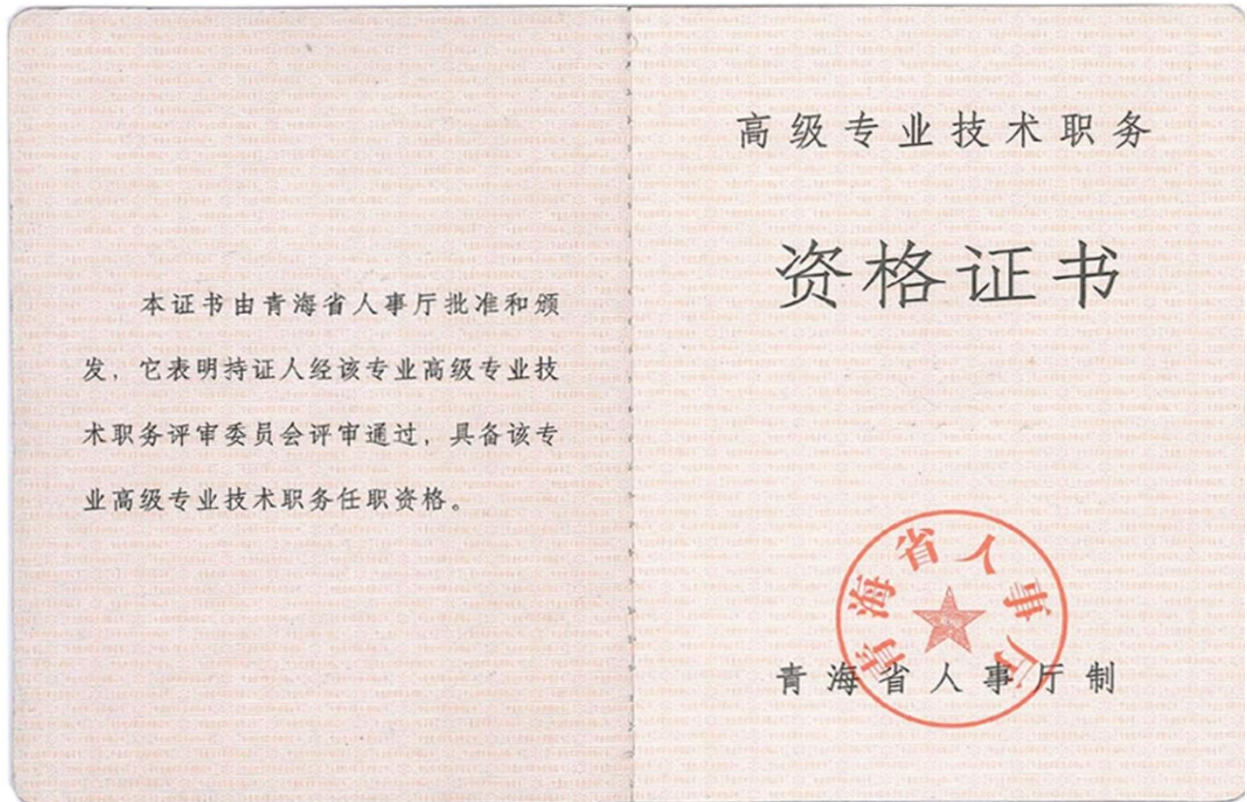 本证书由青海省人事厅批准和颁
发，它表明持证人经该专业高级专业技
术职务评审委员会评审通过，具备该专
业高级专业技术职务任职资格。
高级专业技术职务
资格证书
青海省人事厅
青海省人事厅制